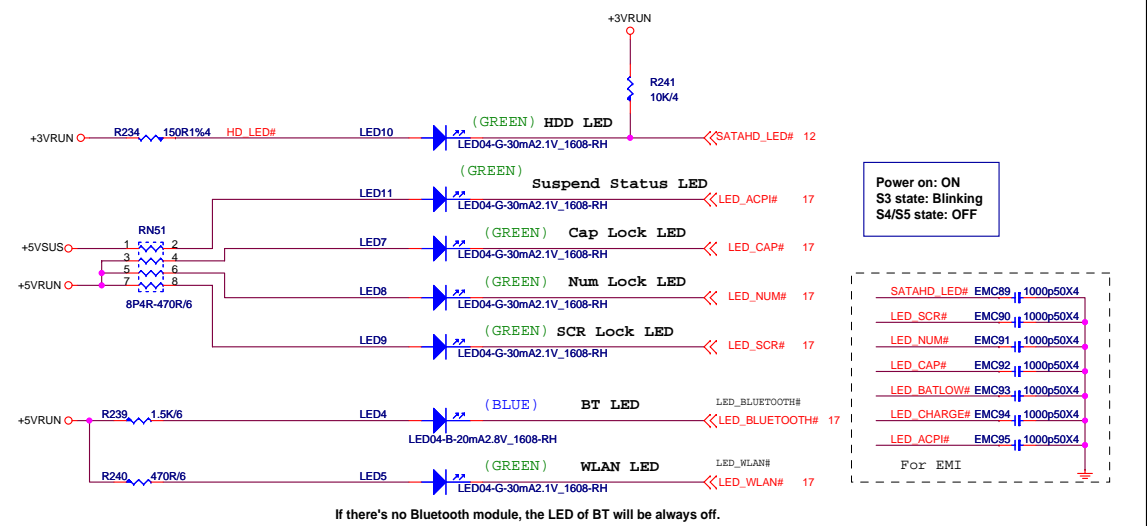 +3VRUN
R241
10K/4
+3VRUN R234 150R1%4 HD_LED# LED10 (GREEN) HDD LED
LED04-G-30mA2.1V_1608-RH
SATAHD_LED# 12
(GREEN)
Suspend Status LED
LED11
LED04-G-30mA2.1V_1608-RH
LED_ACPI# 17
RN51
+5VSUS 1 2
3 4
5 6
+5VRUN 7 8
8P4R-470R/6
LED7 (GREEN) Cap Lock LED
LED04-G-30mA2.1V_1608-RH
LED_CAP# 17
LED8 (GREEN) Num Lock LED
LED04-G-30mA2.1V_1608-RH
LED_NUM# 17
LED9 (GREEN) SCR Lock LED
LED04-G-30mA2.1V_1608-RH
LED_SCR# 17
+5VRUN R239 1.5K/6 LED4 (BLUE) BT LED
LED04-B-20mA2.8V_1608-RH
LED_BLUETOOTH#
LED_BLUETOOTH# 17
R240 470R/6 LED5 (GREEN) WLAN LED
LED04-G-30mA2.1V_1608-RH
LED_WLAN#
LED_WLAN# 17
If there's no Bluetooth module, the LED of BT will be always off.
Power on: ON
S3 state: Blinking
S4/S5 state: OFF
SATAHD_LED# EMC89 1000p50X4
LED_SCR# EMC90 1000p50X4
LED_NUM# EMC91 1000p50X4
LED_CAP# EMC92 1000p50X4
LED_BATLOW# EMC93 1000p50X4
LED_CHARGE# EMC94 1000p50X4
LED_ACPI# EMC95 1000p50X4
For EMI